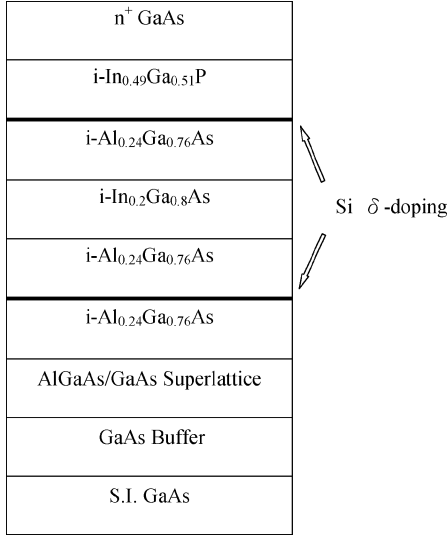 n⁺ GaAs
i-In₀.₄₉Ga₀.₅₁P
i-Al₀.₂₄Ga₀.₇₆As
i-In₀.₂Ga₀.₈As
Si δ-doping
i-Al₀.₂₄Ga₀.₇₆As
i-Al₀.₂₄Ga₀.₇₆As
AlGaAs/GaAs Superlattice
GaAs Buffer
S.I. GaAs